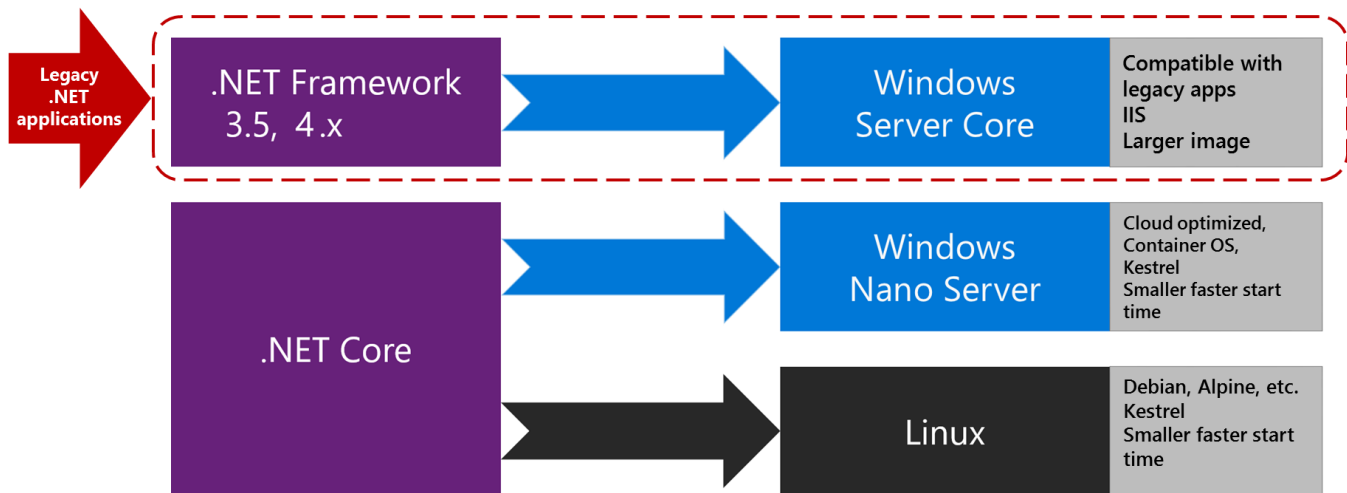 Legacy
.NET
applications
.NET Framework
3.5, 4.x
Windows
Server Core
Compatible with
legacy apps
IIS
Larger image
.NET Core
Windows
Nano Server
Cloud optimized,
Container OS,
Kestrel
Smaller faster start
time
Linux
Debian, Alpine, etc.
Kestrel
Smaller faster start
time